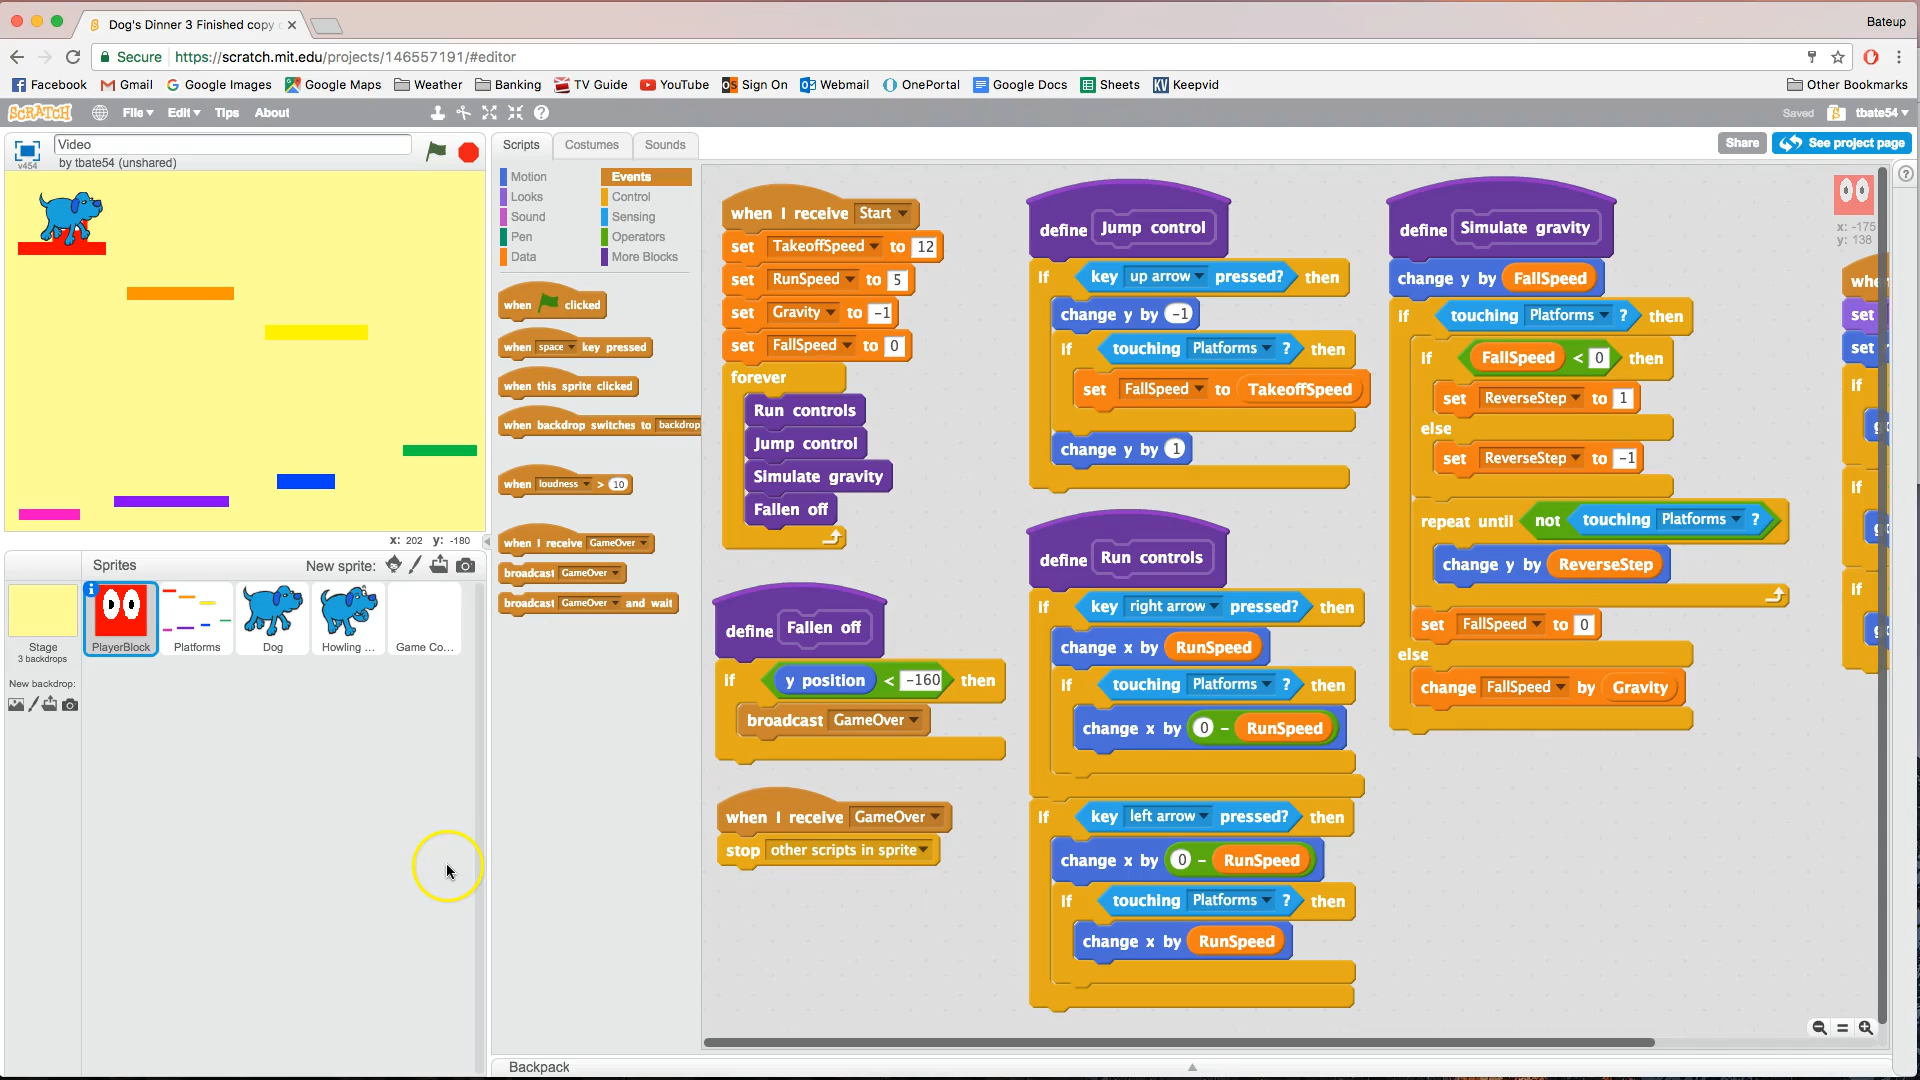 Dog's Dinner 3 Finished copy
Bateup
Secure https://scratch.mit.edu/projects/146557191/#editor
Facebook Gmail Google Images Google Maps Weather Banking TV Guide YouTube Sign On Webmail OnePortal Google Docs Sheets Keepvid Other Bookmarks
SCRATCH File Edit Tips About Saved tbate54
Video
by tbate54 (unshared)
v454
Scripts Costumes Sounds
Share See project page
Motion Events
Looks Control
Sound Sensing
Pen Operators
Data More Blocks
when clicked
when space key pressed
when this sprite clicked
when backdrop switches to backdrop
when loudness > 10
when I receive GameOver
broadcast GameOver
broadcast GameOver and wait
when I receive Start
set TakeoffSpeed to 12
set RunSpeed to 5
set Gravity to -1
set FallSpeed to 0
forever
Run controls
Jump control
Simulate gravity
Fallen off
define Fallen off
if y position < -160 then
broadcast GameOver
when I receive GameOver
stop other scripts in sprite
define Jump control
if key up arrow pressed? then
change y by -1
if touching Platforms ? then
set FallSpeed to TakeoffSpeed
change y by 1
define Run controls
if key right arrow pressed? then
change x by RunSpeed
if touching Platforms ? then
change x by 0 - RunSpeed
if key left arrow pressed? then
change x by 0 - RunSpeed
if touching Platforms ? then
change x by RunSpeed
define Simulate gravity
change y by FallSpeed
if touching Platforms ? then
if FallSpeed < 0 then
set ReverseStep to 1
else
set ReverseStep to -1
repeat until not touching Platforms ?
change y by ReverseStep
set FallSpeed to 0
else
change FallSpeed by Gravity
x: -175
y: 138
set
set
if
if
if
x: 202 y: -180
Sprites New sprite:
Stage
3 backdrops
New backdrop:
PlayerBlock Platforms Dog Howling ... Game Co...
Backpack